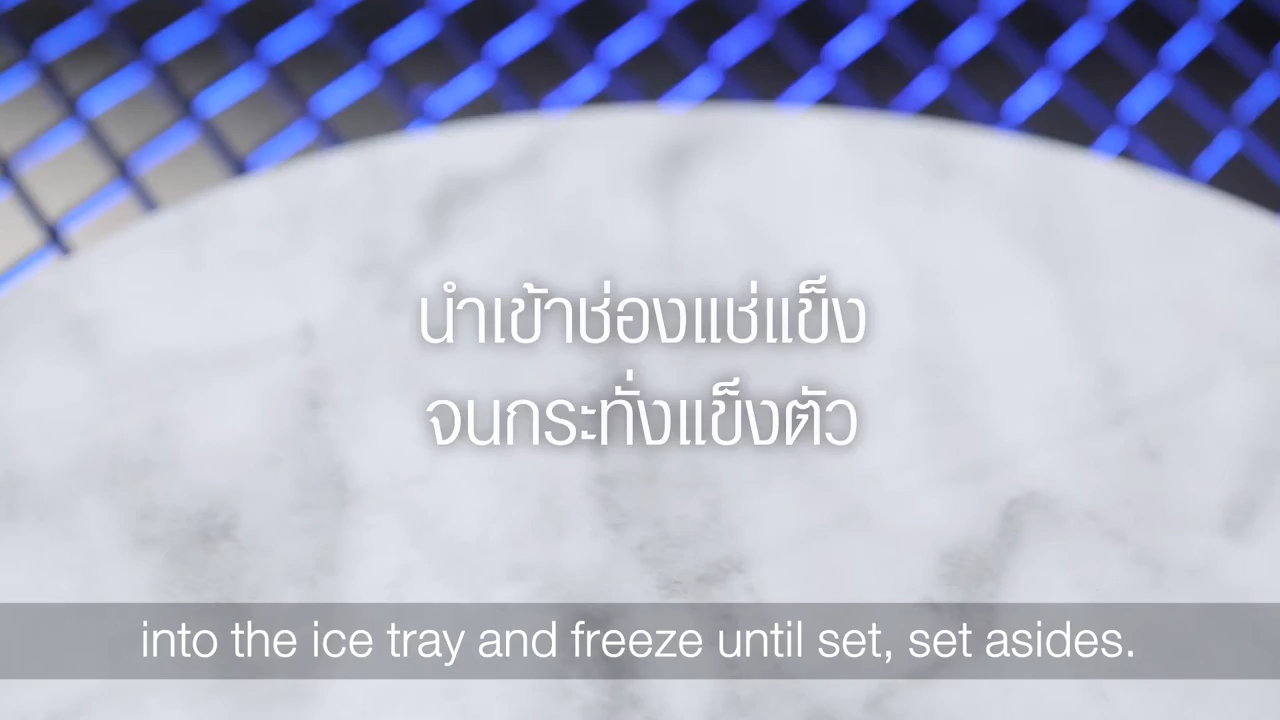 นำเข้าช่องแช่แข็ง
จนกระทั่งแข็งตัว
into the ice tray and freeze until set, set asides.